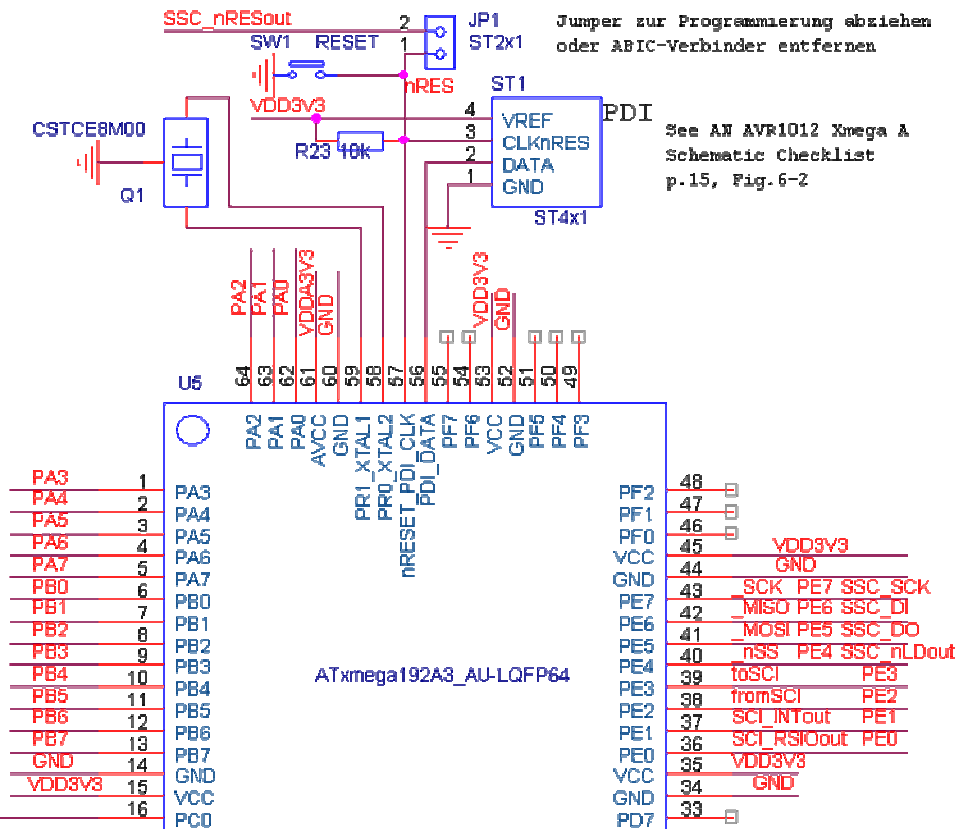 SSC_nRESout
2
JP1
Jumper zur Programmierung abziehen
SW1 RESET
1
ST2x1
oder ABIC-Verbinder entfernen
nRES
ST1
VDD3V3
4
VREF
PDI
CSTCE8M00
3
CLKnRES
See AN AVR1012 Xmega A
R23 10K
2
DATA
Schematic Checklist
1
GND
p.15, Fig.6-2
Q1
ST4x1
PA2
PA1
PA0
VDDA3V3
GND
VDD3V3
GND
64
63
62
61
60
59
58
57
56
55
54
53
52
51
50
49
U5
PA2
PA1
PA0
AVCC
GND
PR1_XTAL1
PR0_XTAL2
nRESET_PDI_CLK
PDI_DATA
PF7
PF6
VCC
GND
PF5
PF4
PF3
PA3 1 PA3
PA4 2 PA4
PA5 3 PA5
PA6 4 PA6
PA7 5 PA7
PB0 6 PB0
PB1 7 PB1
PB2 8 PB2
PB3 9 PB3
PB4 10 PB4
PB5 11 PB5
PB6 12 PB6
PB7 13 PB7
GND 14 GND
VDD3V3 15 VCC
16 PC0
ATxmega192A3_AU-LQFP64
PF2 48
PF1 47
PF0 46
VCC 45 VDD3V3
GND 44 GND
PE7 43 _SCK PE7 SSC_SCK
PE6 42 _MISO PE6 SSC_DI
PE5 41 _MOSI PE5 SSC_DO
PE4 40 _nSS PE4 SSC_nLDout
PE3 39 toSCI PE3
PE2 38 fromSCI PE2
PE1 37 SCI_INTout PE1
PE0 36 SCI_RSIOout PE0
VCC 35 VDD3V3
GND 34 GND
PD7 33